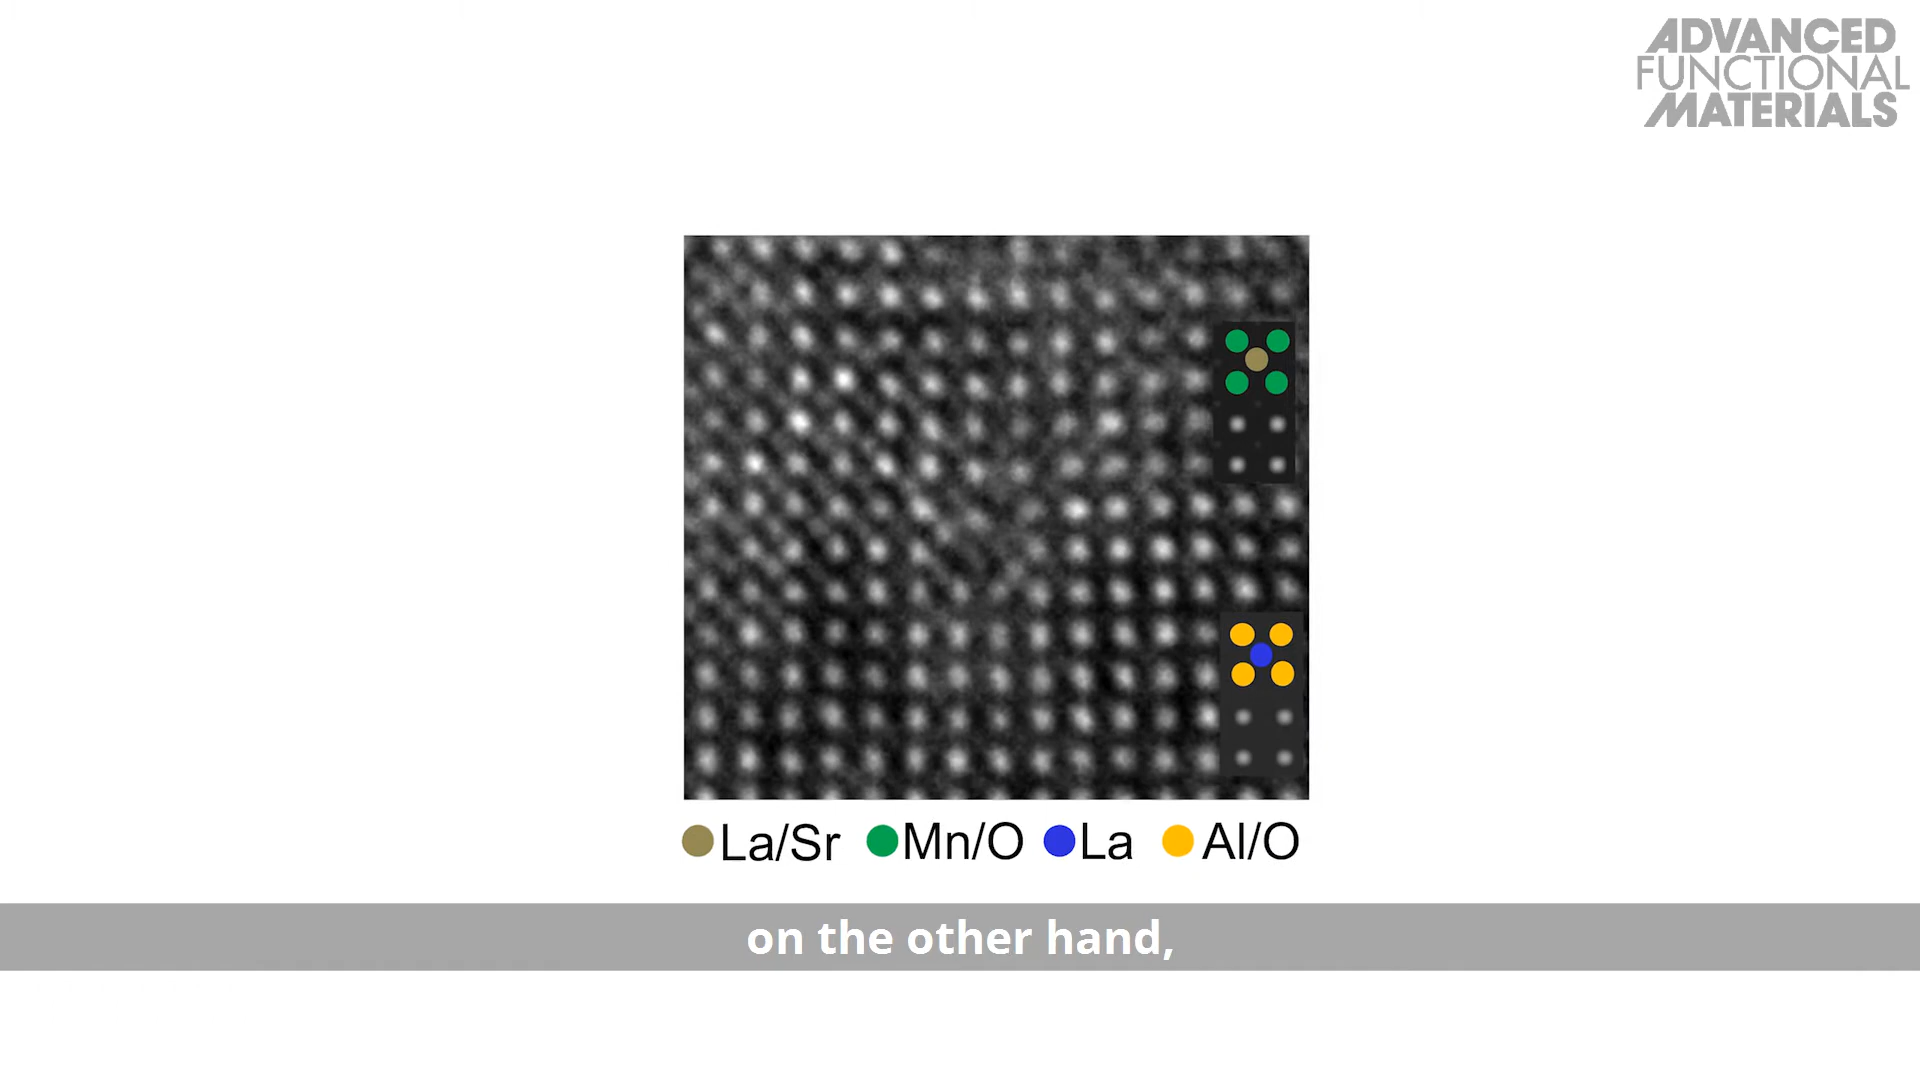 ADVANCED
FUNCTIONAL
MATERIALS
La/Sr Mn/O La Al/O
on the other hand,